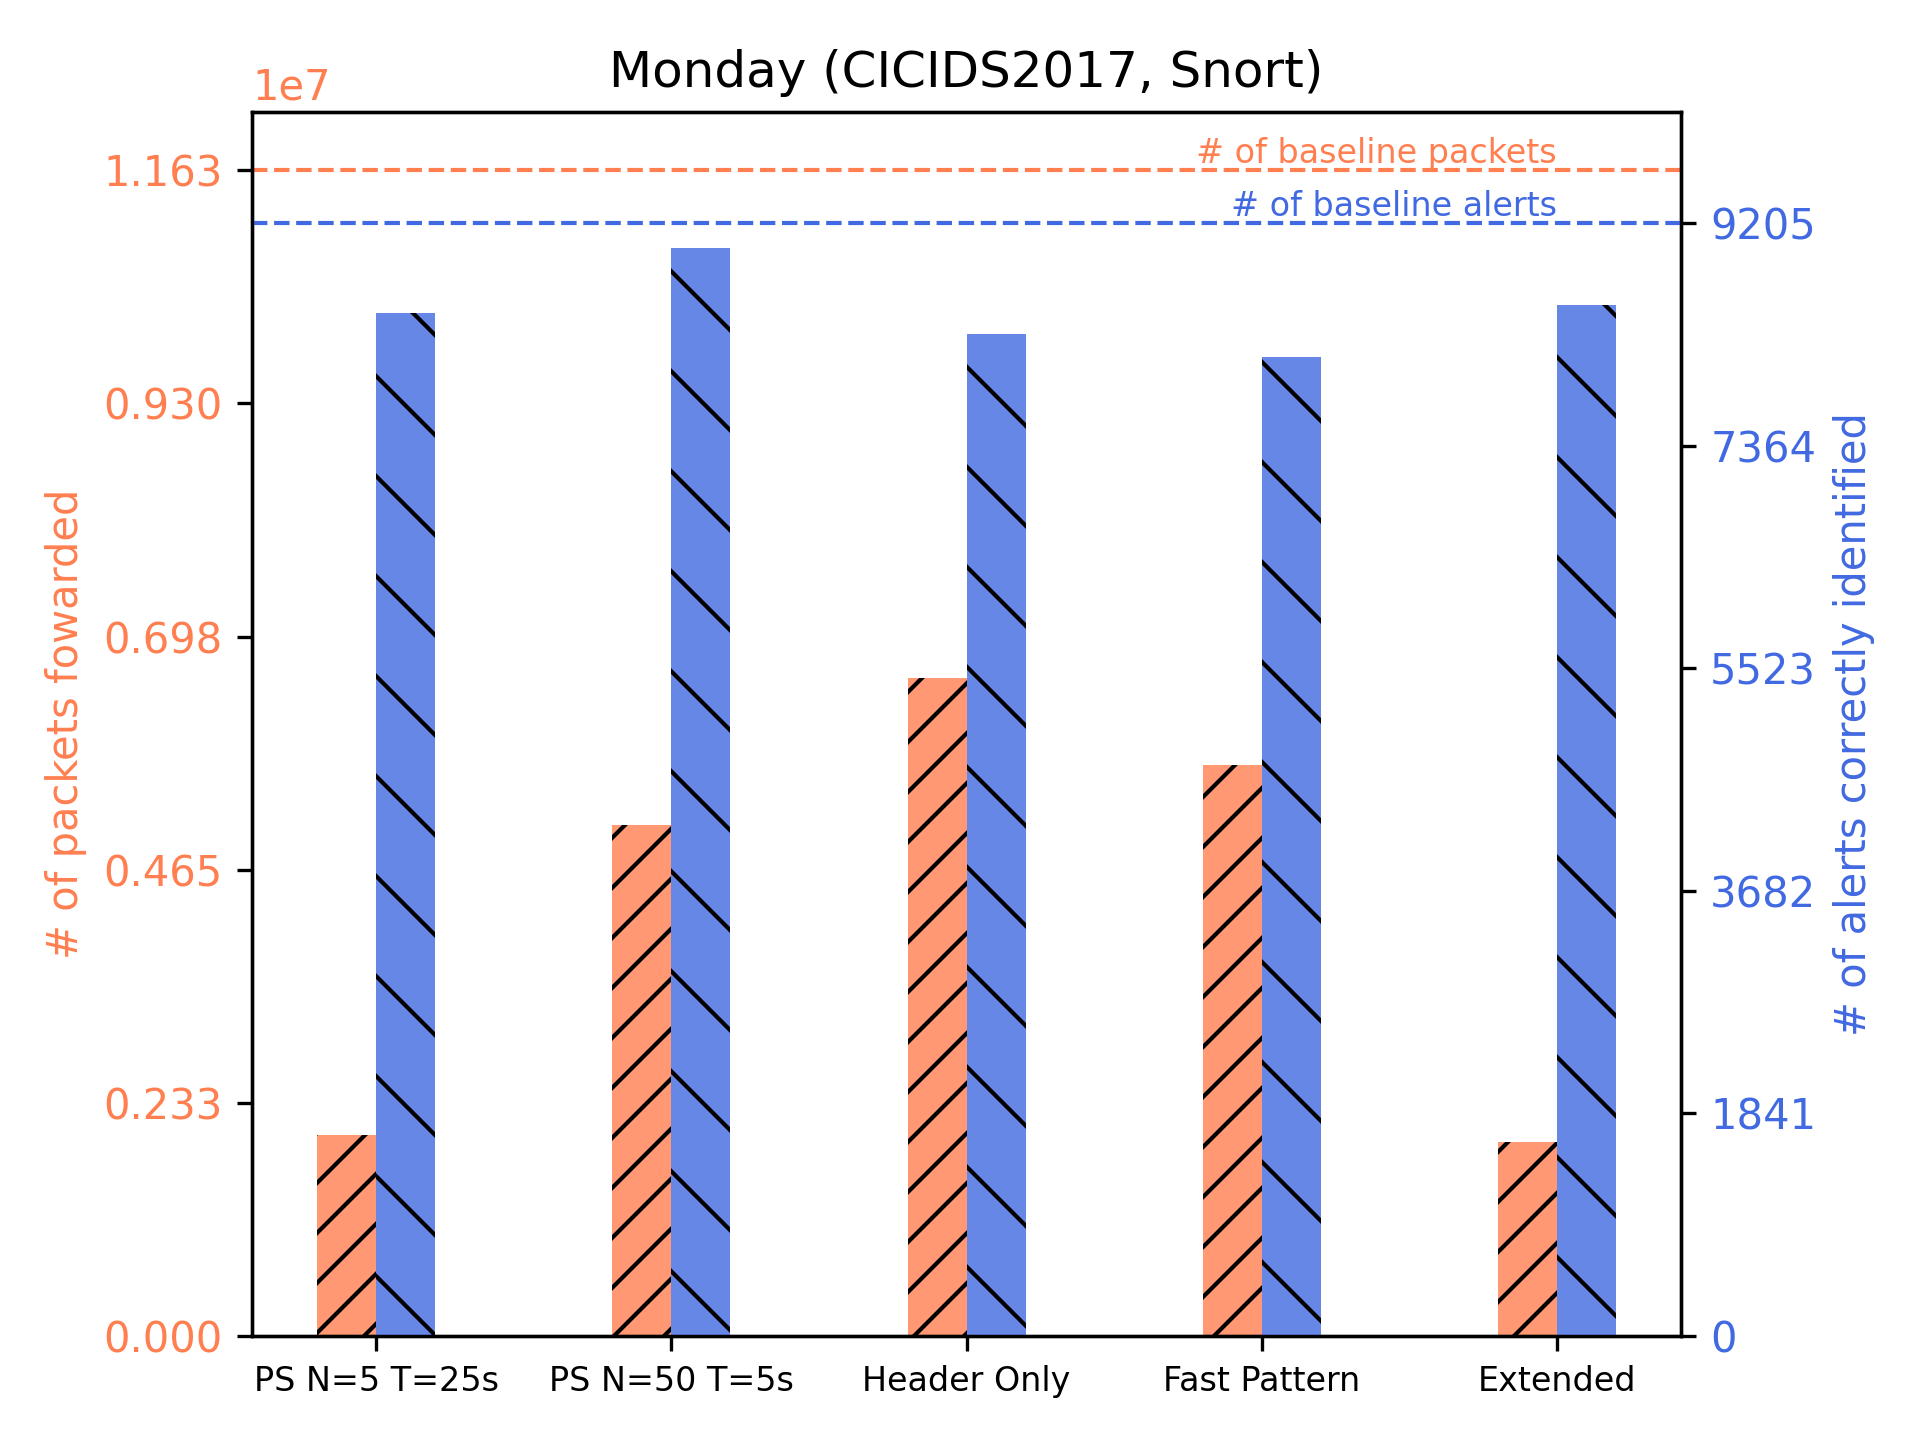 Monday (CICIDS2017, Snort)
1e7
# of baseline packets
# of baseline alerts
1.163
0.930
0.698
0.465
0.233
0.000
# of packets fowarded
9205
7364
5523
3682
1841
0
# of alerts correctly identified
PS N=5 T=25s
PS N=50 T=5s
Header Only
Fast Pattern
Extended